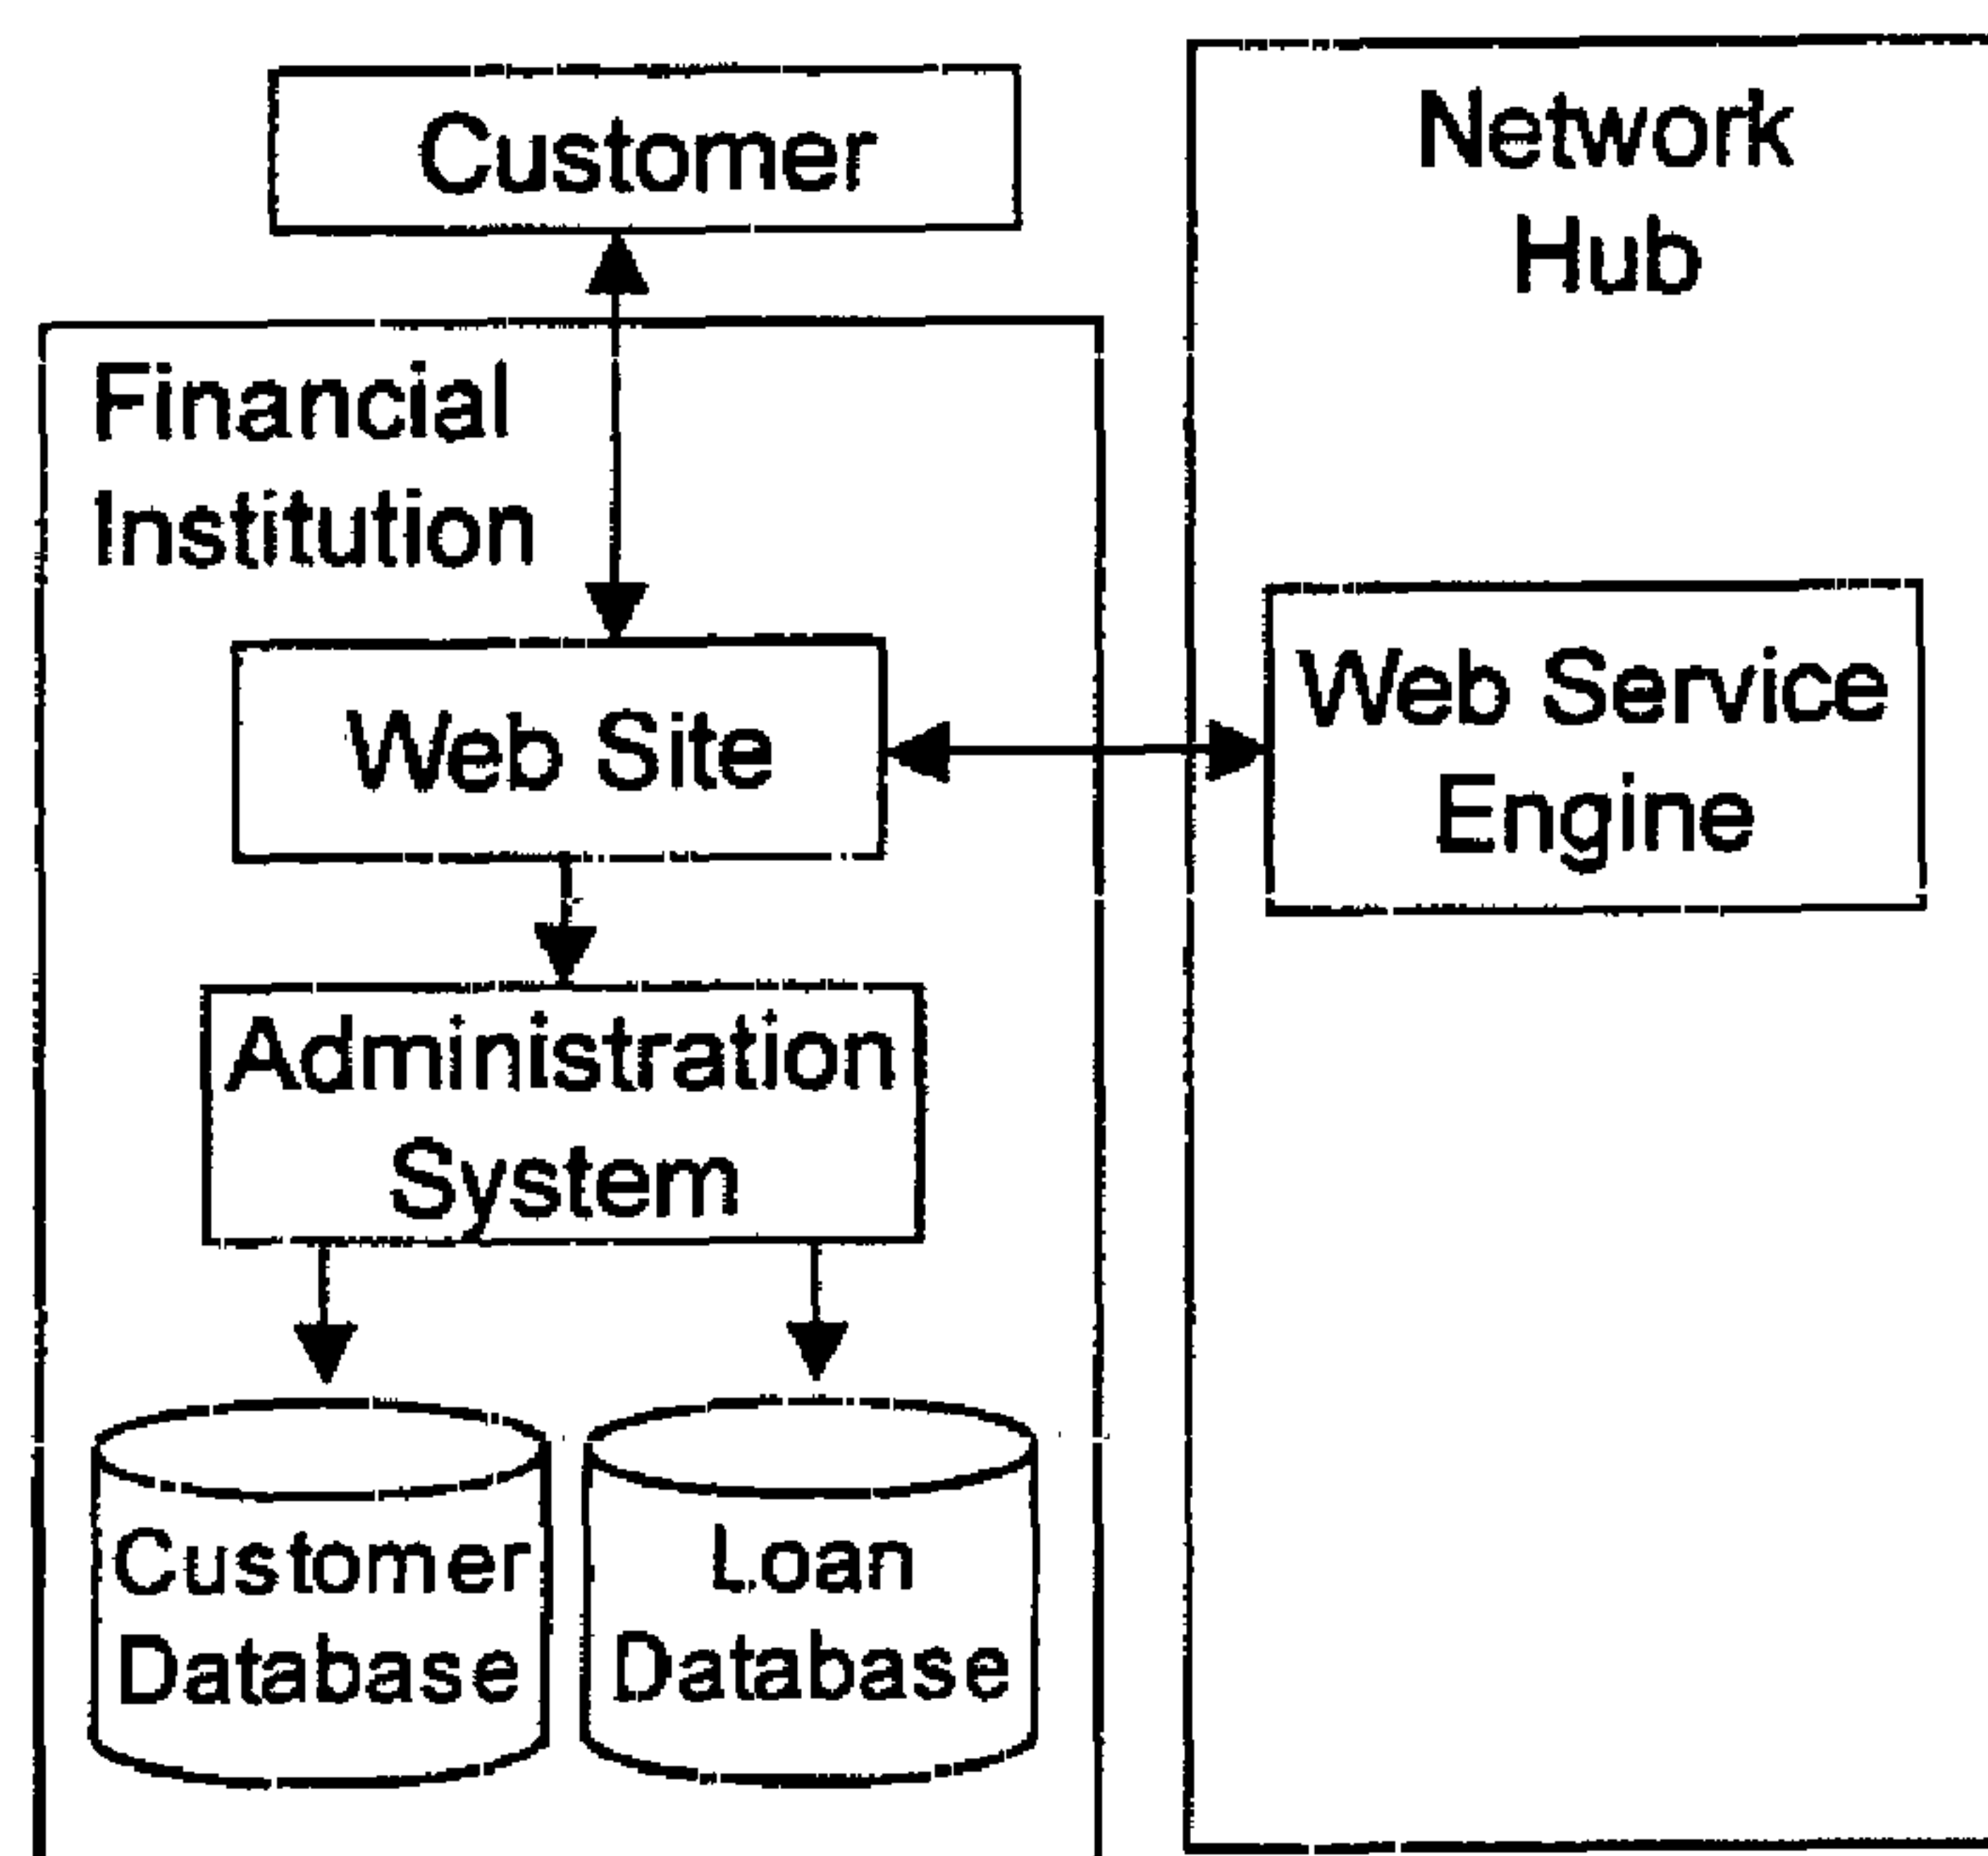 Customer
Network
Hub
Financial
Institution
Web Site
Web Service
Engine
Administration
System
Customer
Database
Loan
Database